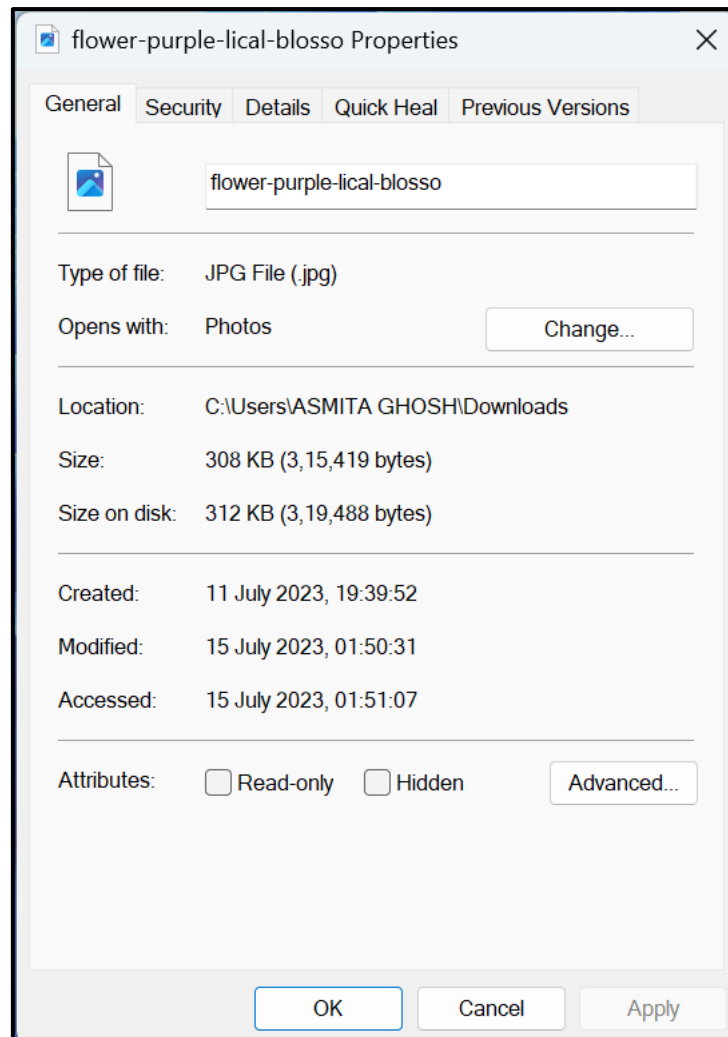 flower-purple-lical-blosso Properties
General Security Details Quick Heal Previous Versions
flower-purple-lical-blosso
Type of file: JPG File (.jpg)
Opens with: Photos Change...
Location: C:\Users\ASMITA GHOSH\Downloads
Size: 308 KB (3,15,419 bytes)
Size on disk: 312 KB (3,19,488 bytes)
Created: 11 July 2023, 19:39:52
Modified: 15 July 2023, 01:50:31
Accessed: 15 July 2023, 01:51:07
Attributes: Read-only Hidden Advanced...
OK Cancel Apply